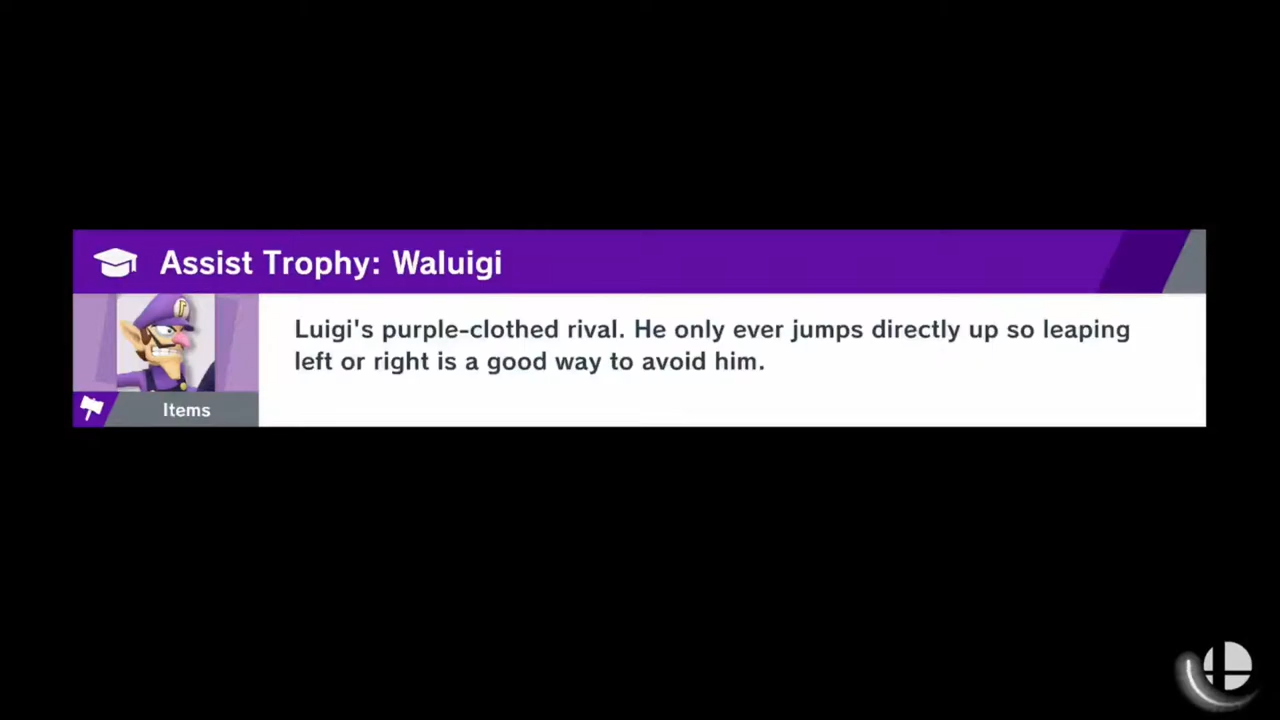 Assist Trophy: Waluigi
Luigi's purple-clothed rival. He only ever jumps directly up so leaping
left or right is a good way to avoid him.
Items